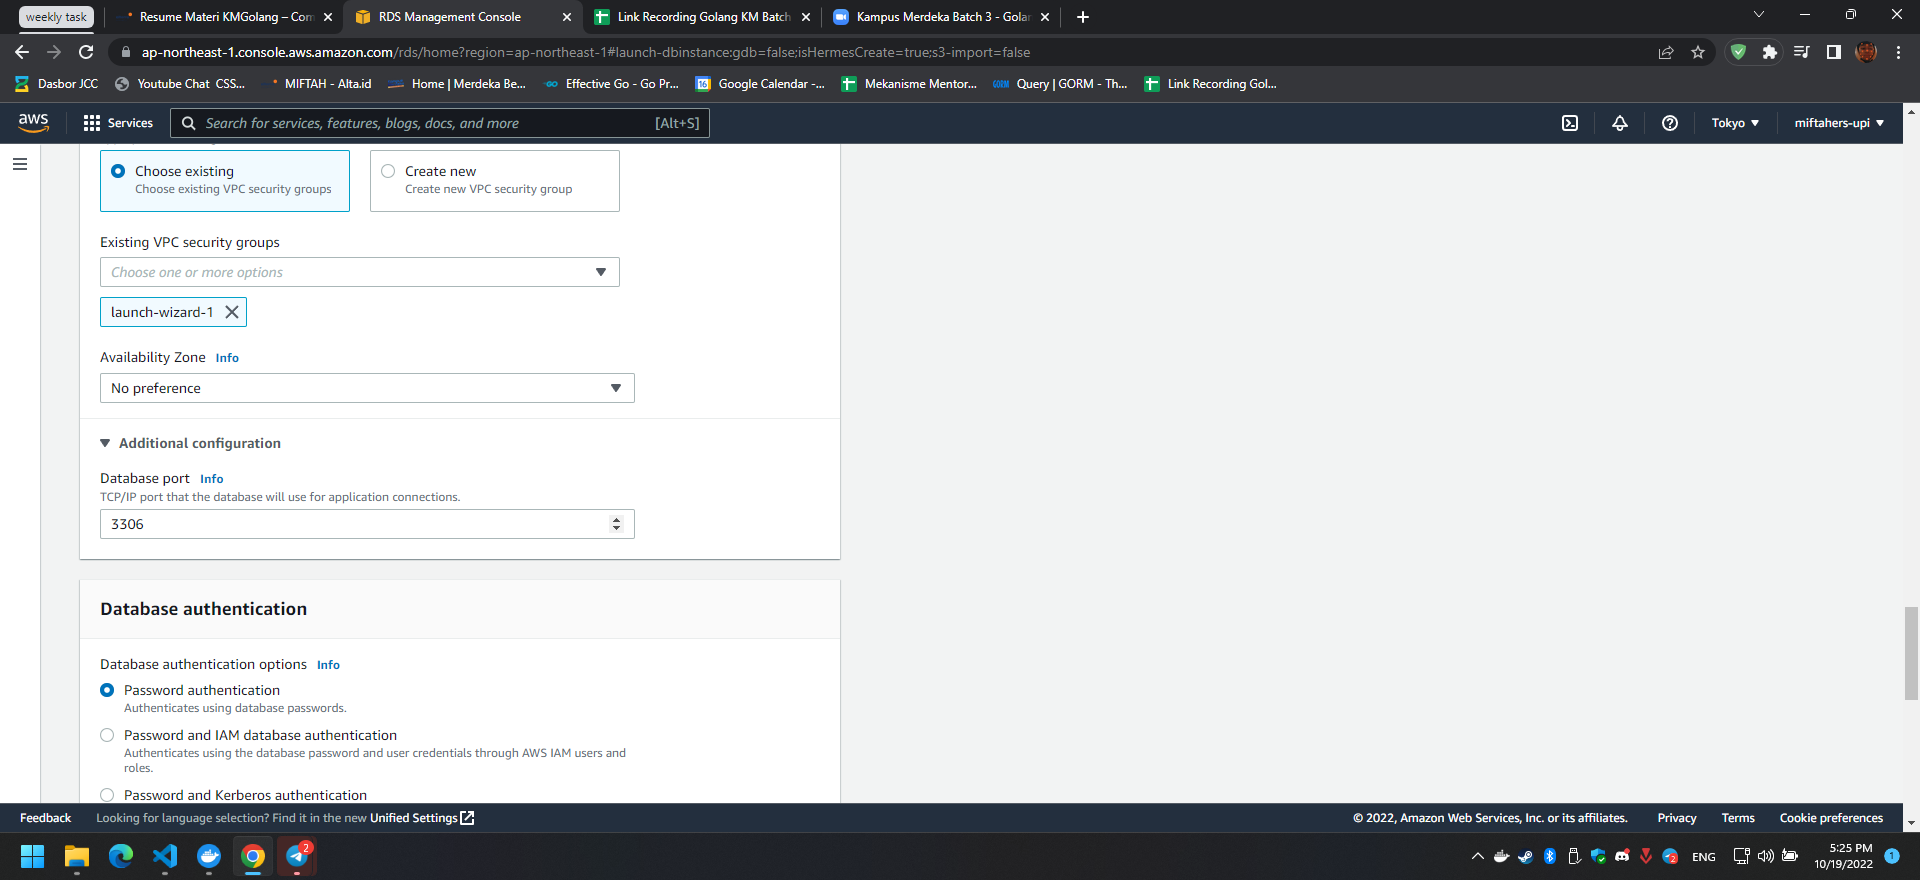 weekly task
Resume Materi KMGolang – Con
RDS Management Console
Link Recording Golang KM Batch
Kampus Merdeka Batch 3 - Golan
ap-northeast-1.console.aws.amazon.com/rds/home?region=ap-northeast-1#launch-dbinstance:gdb=false;isHermesCreate=true;s3-import=false
Dasbor JCC
Youtube Chat CSS...
MIFTAH - Alta.id
Home | Merdeka Be...
Effective Go - Go Pr...
Google Calendar -...
Mekanisme Mentor...
Query | GORM - Th...
Link Recording Gol...
aws
Services
Search for services, features, blogs, docs, and more
[Alt+S]
Tokyo
miftahers-upi
Choose existing
Choose existing VPC security groups
Create new
Create new VPC security group
Existing VPC security groups
Choose one or more options
launch-wizard-1
Availability Zone Info
No preference
Additional configuration
Database port Info
TCP/IP port that the database will use for application connections.
3306
Database authentication
Database authentication options Info
Password authentication
Authenticates using database passwords.
Password and IAM database authentication
Authenticates using the database password and user credentials through AWS IAM users and
roles.
Password and Kerberos authentication
Feedback
Looking for language selection? Find it in the new Unified Settings
© 2022, Amazon Web Services, Inc. or its affiliates.
Privacy
Terms
Cookie preferences
2
2
ENG
5:25 PM
10/19/2022
1